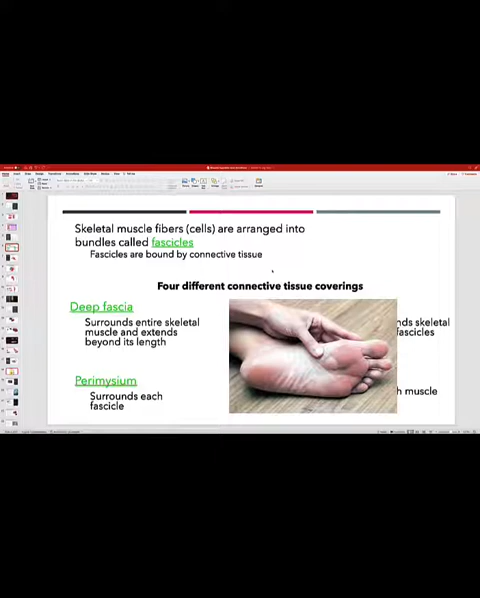 Skeletal muscle fibers (cells) are arranged into
bundles called fascicles
Fascicles are bound by connective tissue
Four different connective tissue coverings
Deep fascia
Surrounds entire skeletal
muscle and extends
beyond its length
nds skeletal
fascicles
Perimysium
Surrounds each
fascicle
h muscle